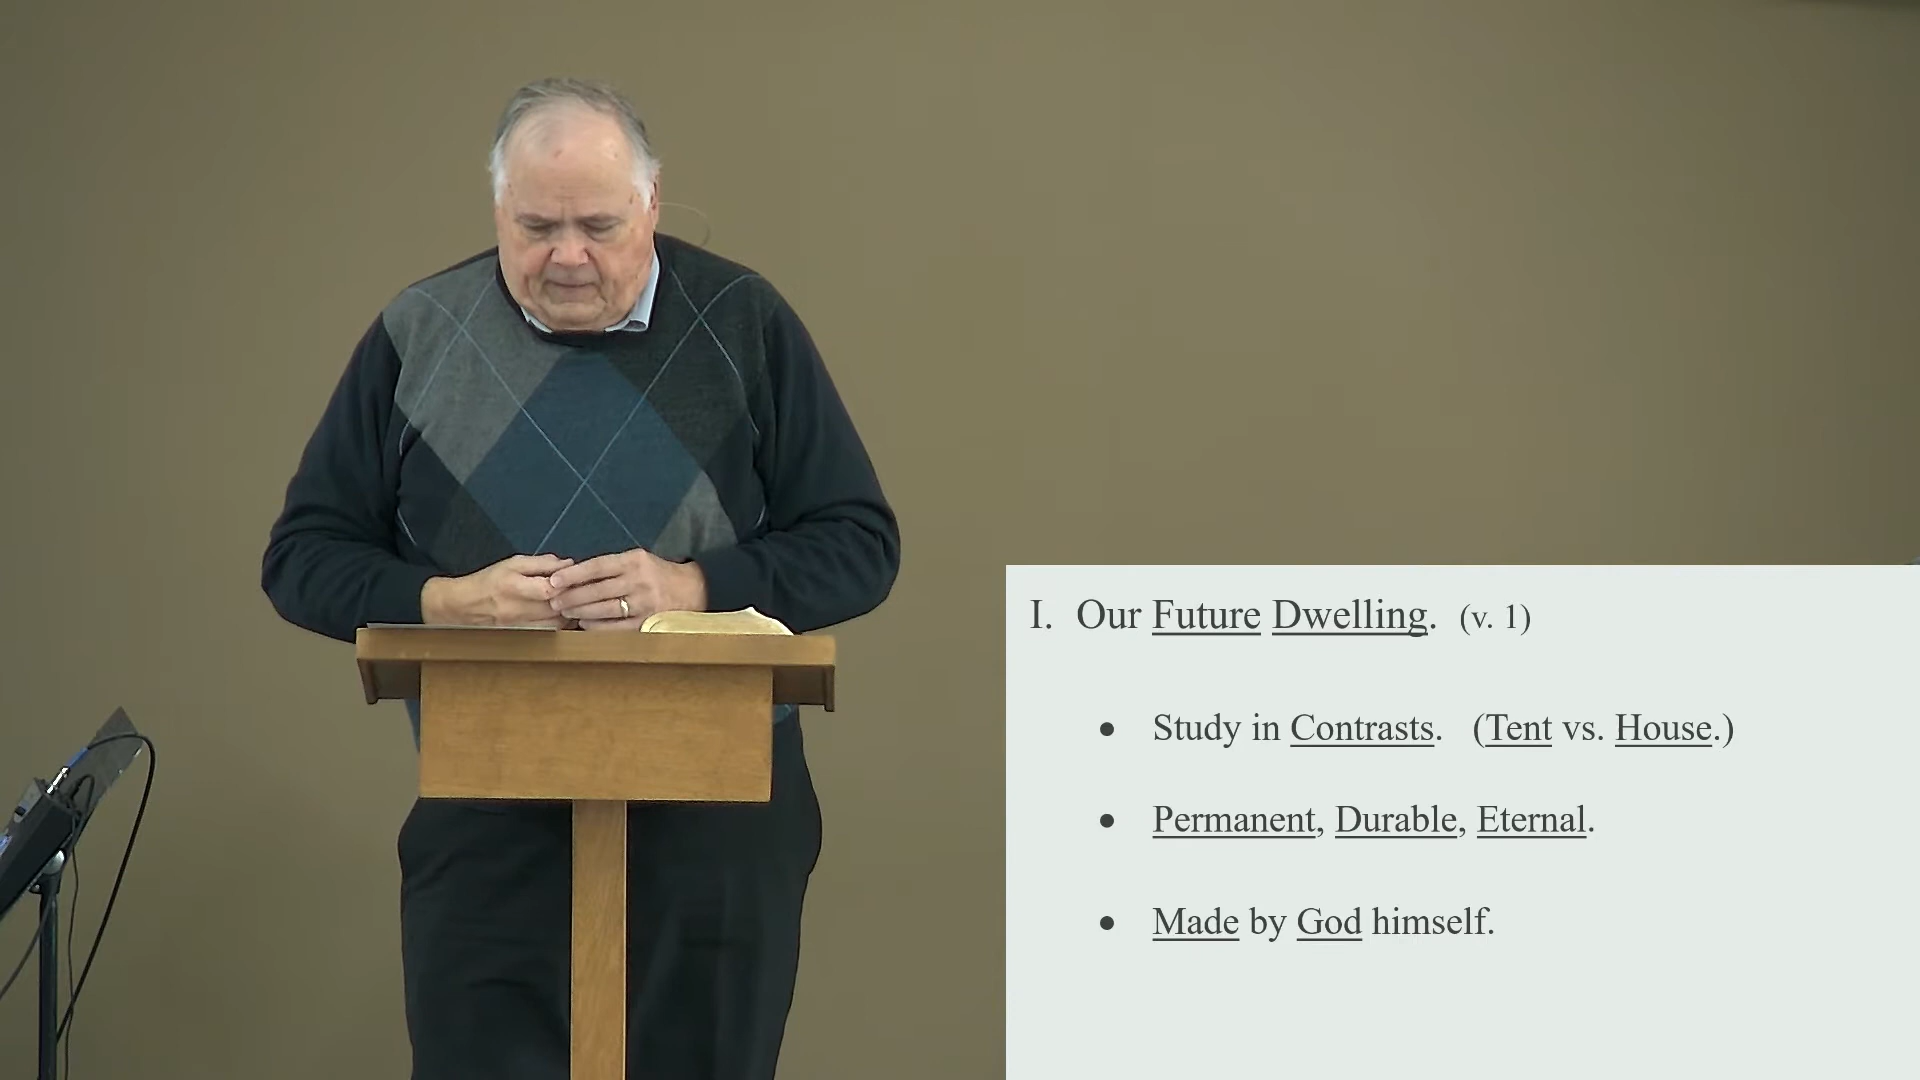 I. Our Future Dwelling. (v. 1)
• Study in Contrasts. (Tent vs. House.)
• Permanent, Durable, Eternal.
• Made by God himself.